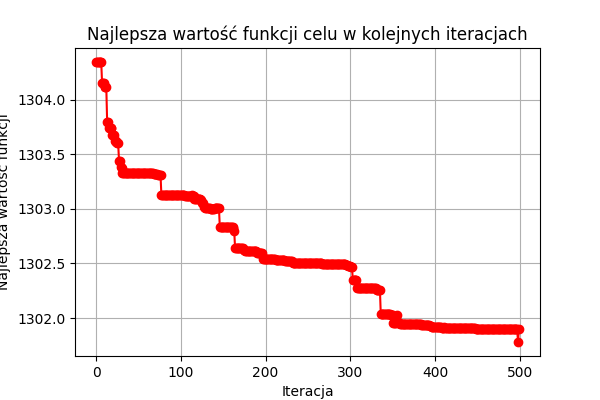 Najlepsza wartość funkcji celu w kolejnych iteracjach
Najlepsza wartość funkcji
1304.0
1303.5
1303.0
1302.5
1302.0
0 100 200 300 400 500
Iteracja